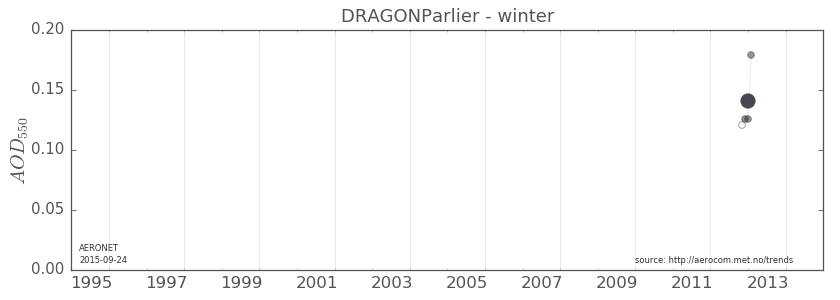 DRAGONParlier - winter
0.20
0.15
0.10
0.05
0.00
AOD550
AERONET
2015-09-24
source: http://aerocom.met.no/trends
1995 1997 1999 2001 2003 2005 2007 2009 2011 2013